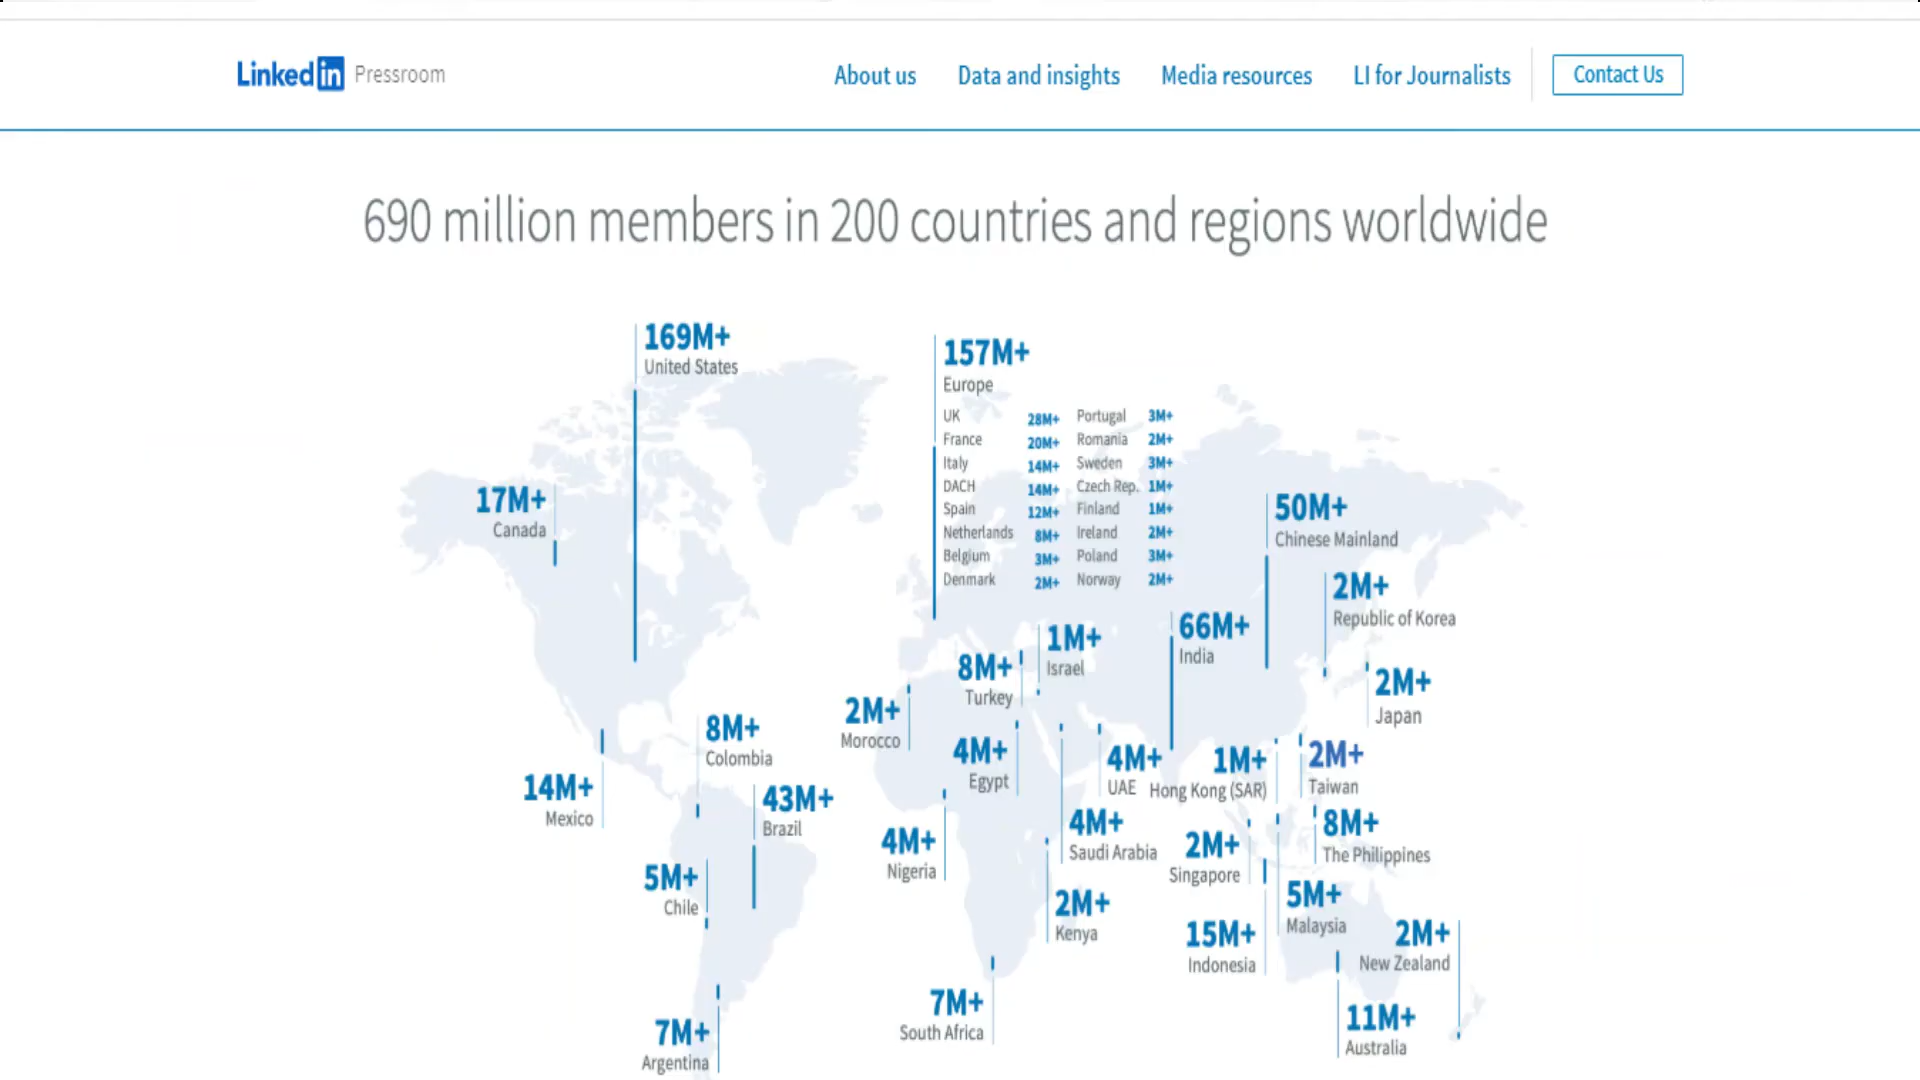 Linked in Pressroom
About us Data and insights Media resources LI for Journalists Contact Us
690 million members in 200 countries and regions worldwide
169M+
United States
157M+
Europe
UK 28M+ Portugal 3M+
France 20M+ Romania 2M+
Italy 14M+ Sweden 3M+
DACH 14M+ Czech Rep. 1M+
Spain 12M+ Finland 1M+
Netherlands 8M+ Ireland 2M+
Belgium 3M+ Poland 3M+
Denmark 2M+ Norway 2M+
17M+
Canada
50M+
Chinese Mainland
2M+
Republic of Korea
66M+
India
1M+
Israel
8M+
Turkey
2M+
Japan
2M+
Morocco
8M+
Colombia
4M+
Egypt
4M+
UAE
1M+
Hong Kong (SAR)
2M+
Taiwan
14M+
Mexico
43M+
Brazil
4M+
Nigeria
4M+
Saudi Arabia
2M+
Singapore
8M+
The Philippines
5M+
Chile
2M+
Kenya
5M+
Malaysia
15M+
Indonesia
2M+
New Zealand
7M+
South Africa
11M+
Australia
7M+
Argentina